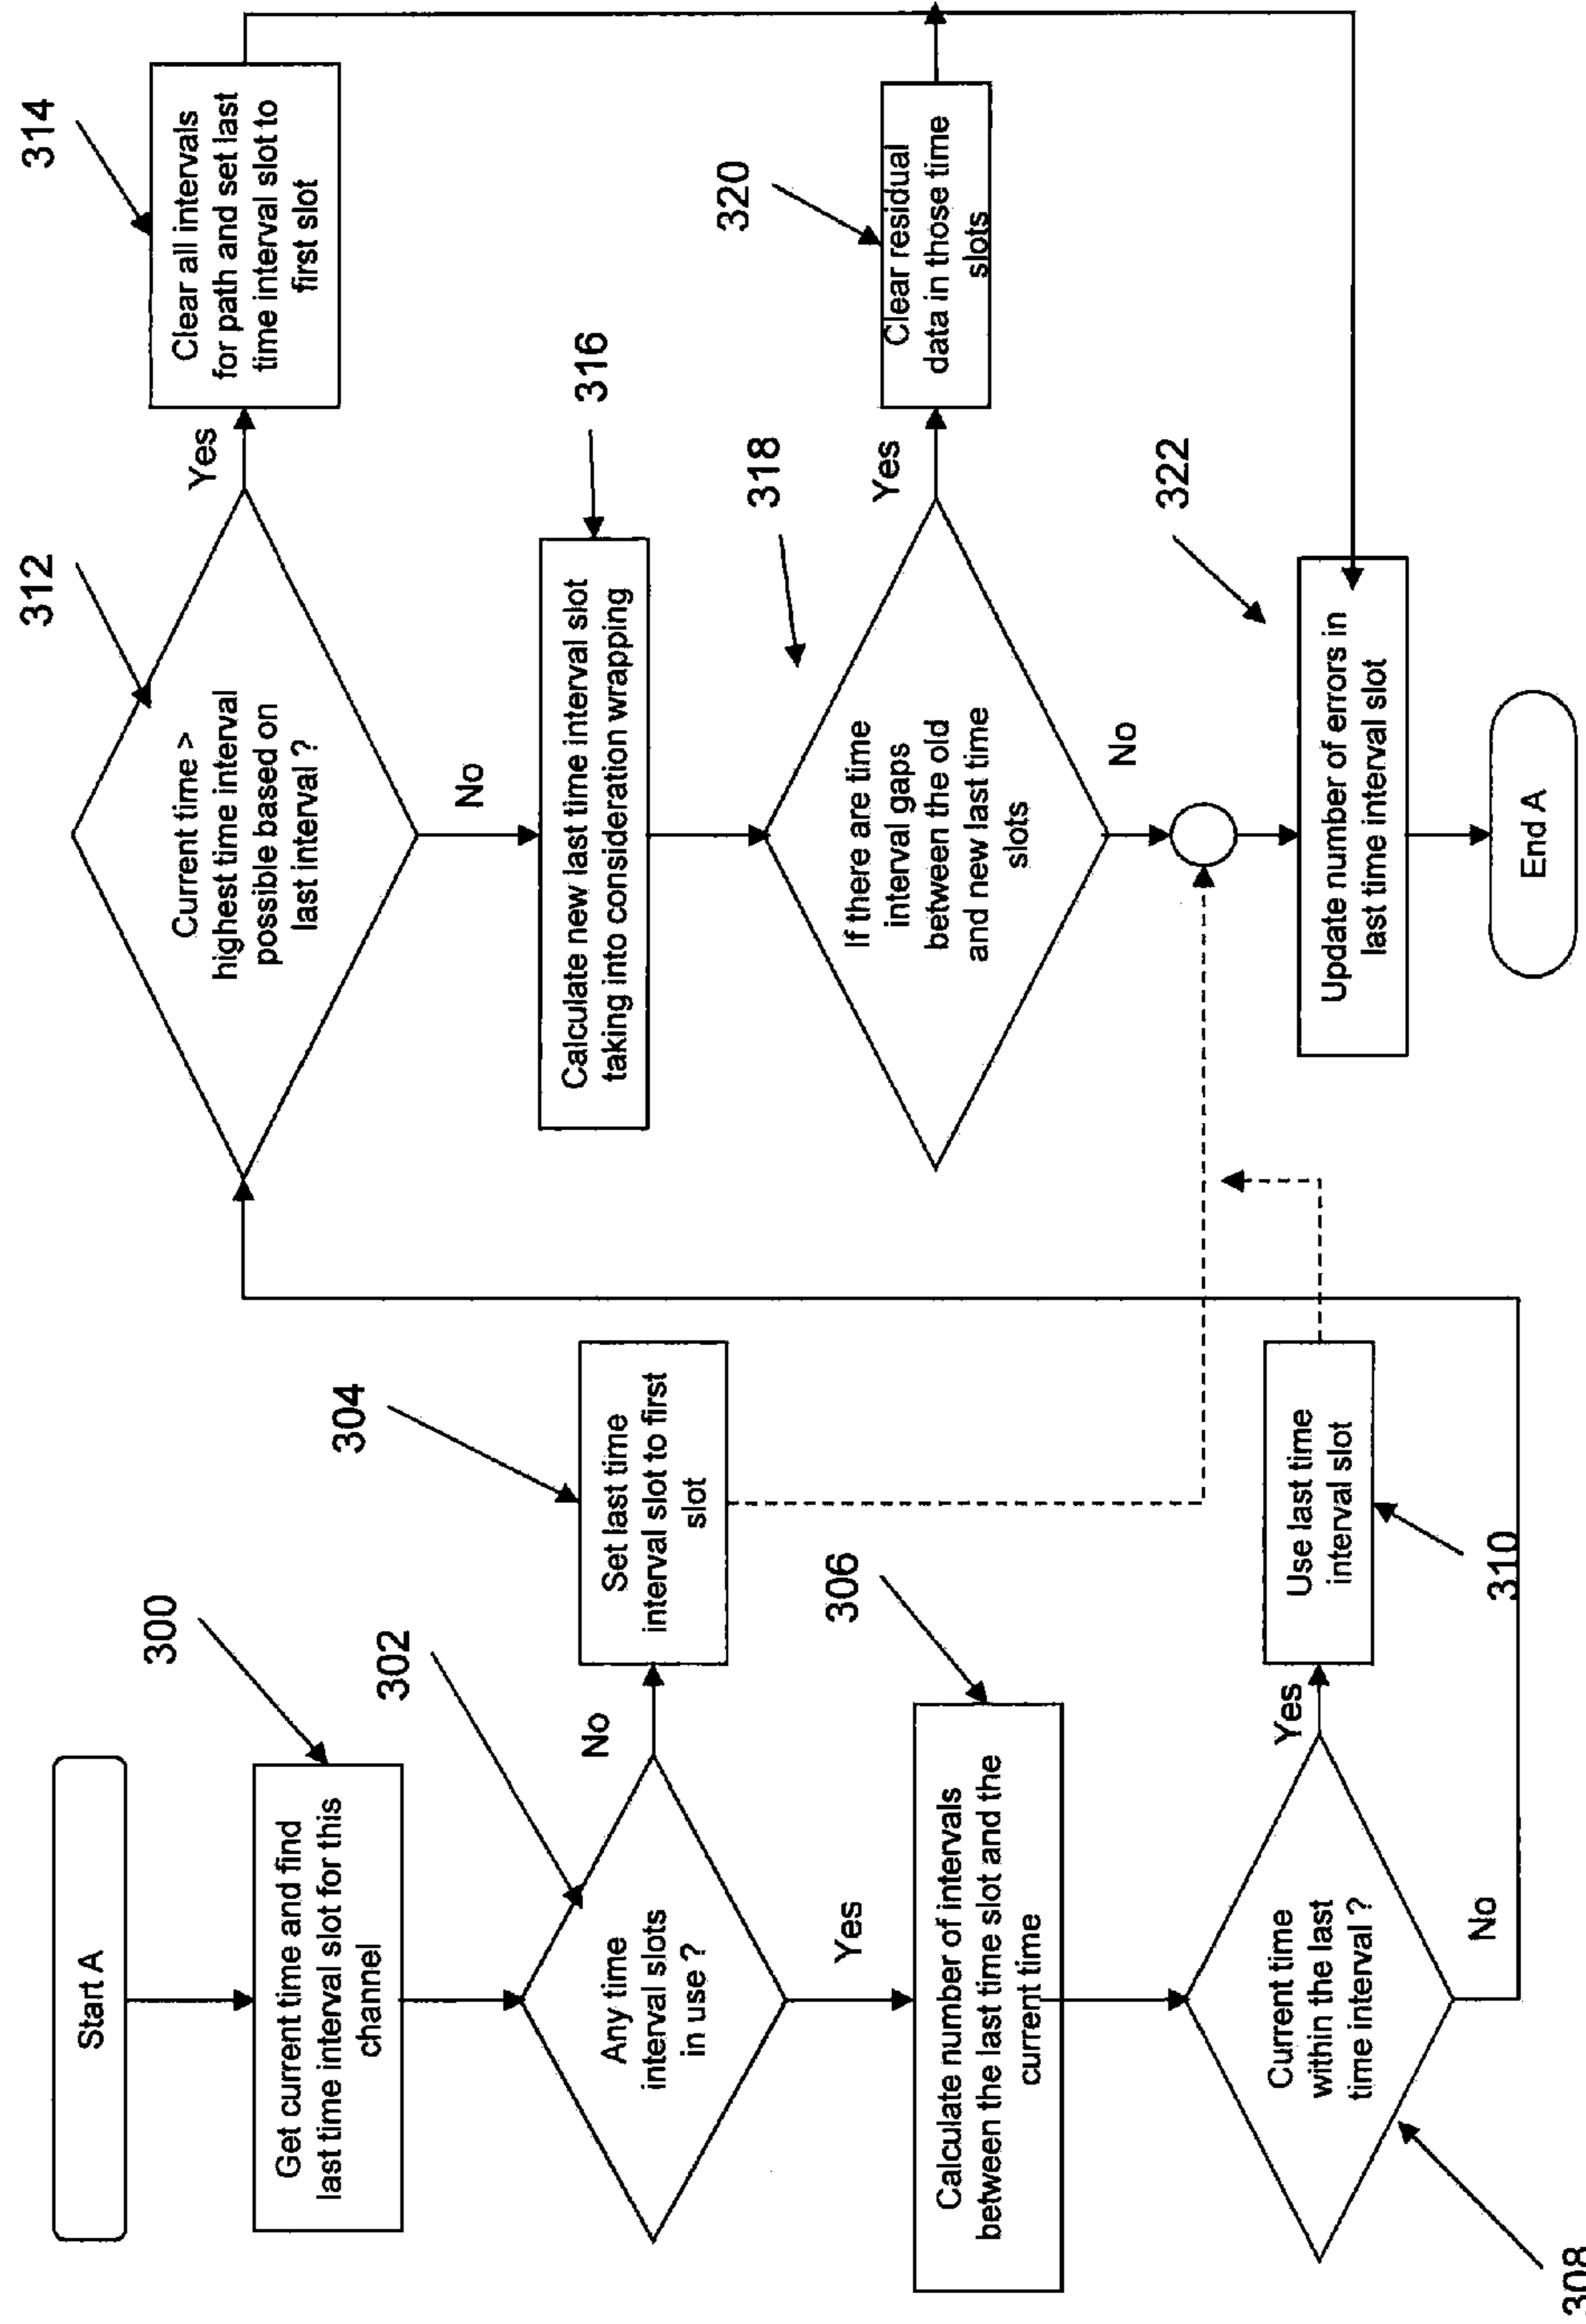 Start A
300
Get current time and find
last time interval slot for this
channel
302
Any time
interval slots
in use ?
No
304
Set last time
interval slot to first
slot
Yes
306
Calculate number of intervals
between the last time slot and the
current time
308
Current time
within the last
time interval ?
Yes
310
Use last time
interval slot
No
312
Current time >
highest time interval
possible based on
last interval ?
Yes
314
Clear all intervals
for path and set last
time interval slot to
first slot
No
316
Calculate new last time interval slot
taking into consideration wrapping
318
If there are time
interval gaps
between the old
and new last time
slots
Yes
320
Clear residual
data in those time
slots
No
322
Update number of errors in
last time interval slot
End A